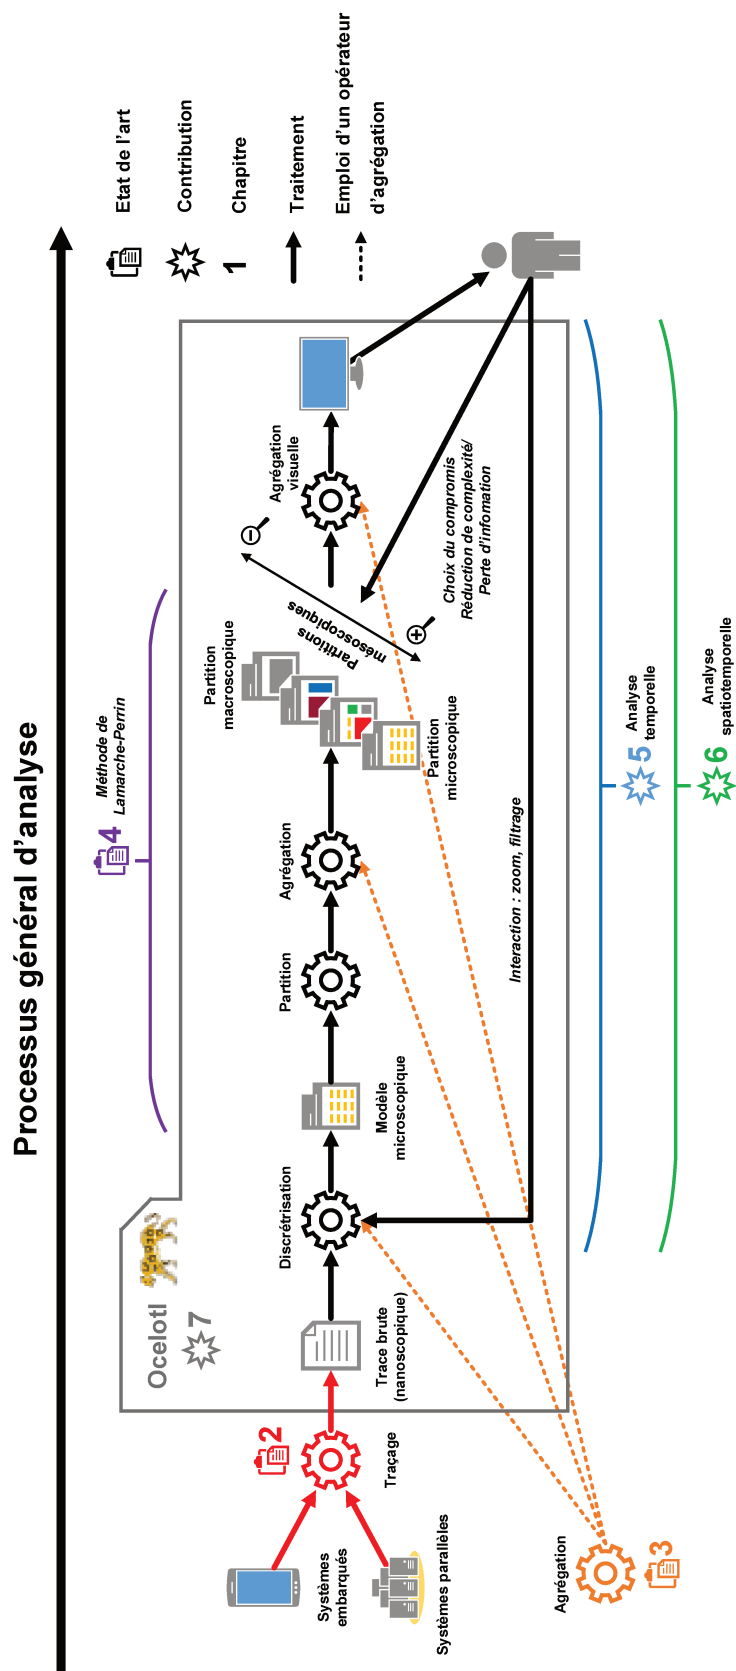 Processus général d'analyse
Etat de l'art
Contribution
1
Chapitre
Traitement
Emploi d'un opérateur
d'agrégation
4
Méthode de
Lamarche-Perrin
Ocelotl
7
2
Systèmes
embarqués
Systèmes parallèles
Traçage
Trace brute
(nanoscopique)
Discrétrisation
Modèle
microscopique
Partition
Agrégation
Partition
macroscopique
Partition
microscopique
Partitions
mésoscopiques
Agrégation
visuelle
Choix du compromis
Réduction de complexité/
Perte d'infomation
Interaction : zoom, filtrage
Agrégation
3
5
Analyse
temporelle
6
Analyse
spatiotemporelle